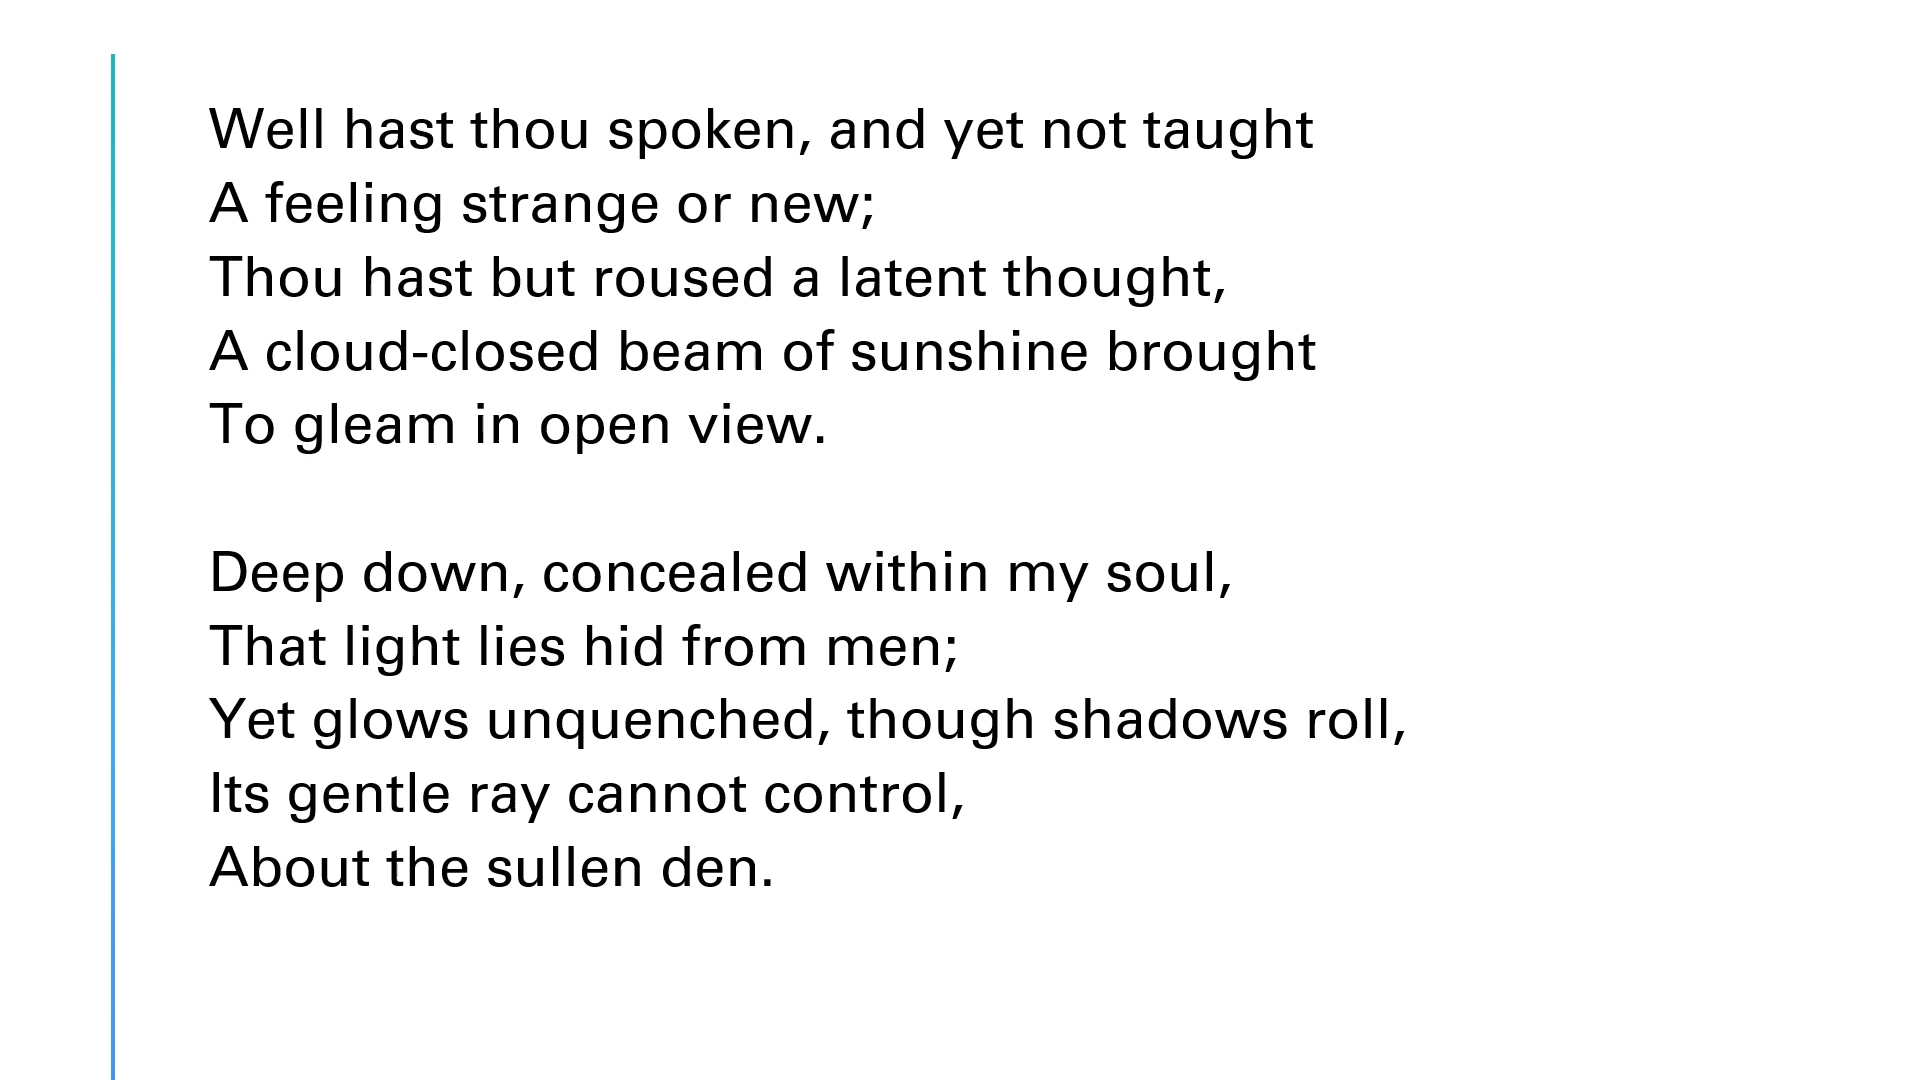 Well hast thou spoken, and yet not taught
A feeling strange or new;
Thou hast but roused a latent thought,
A cloud-closed beam of sunshine brought
To gleam in open view.

Deep down, concealed within my soul,
That light lies hid from men;
Yet glows unquenched, though shadows roll,
Its gentle ray cannot control,
About the sullen den.